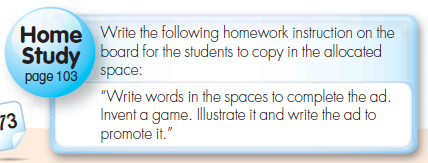 Home
Study
page 103
Write the following homework instruction on the
board for the students to copy in the allocated
space:
"Write words in the spaces to complete the ad.
Invent a game. Illustrate it and write the ad to
promote it."
73